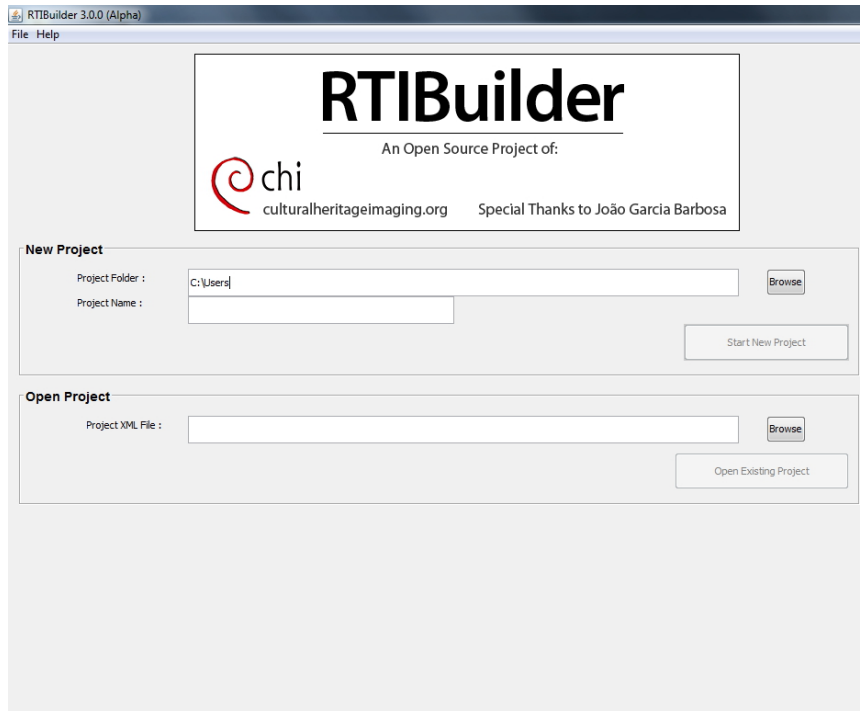 RTIBuilder 3.0.0 (Alpha)
File Help
RTIBuilder
An Open Source Project of:
chi
culturalheritageimaging.org Special Thanks to João Garcia Barbosa
New Project
Project Folder : C:\Users Browse
Project Name :
Start New Project
Open Project
Project XML File : Browse
Open Existing Project